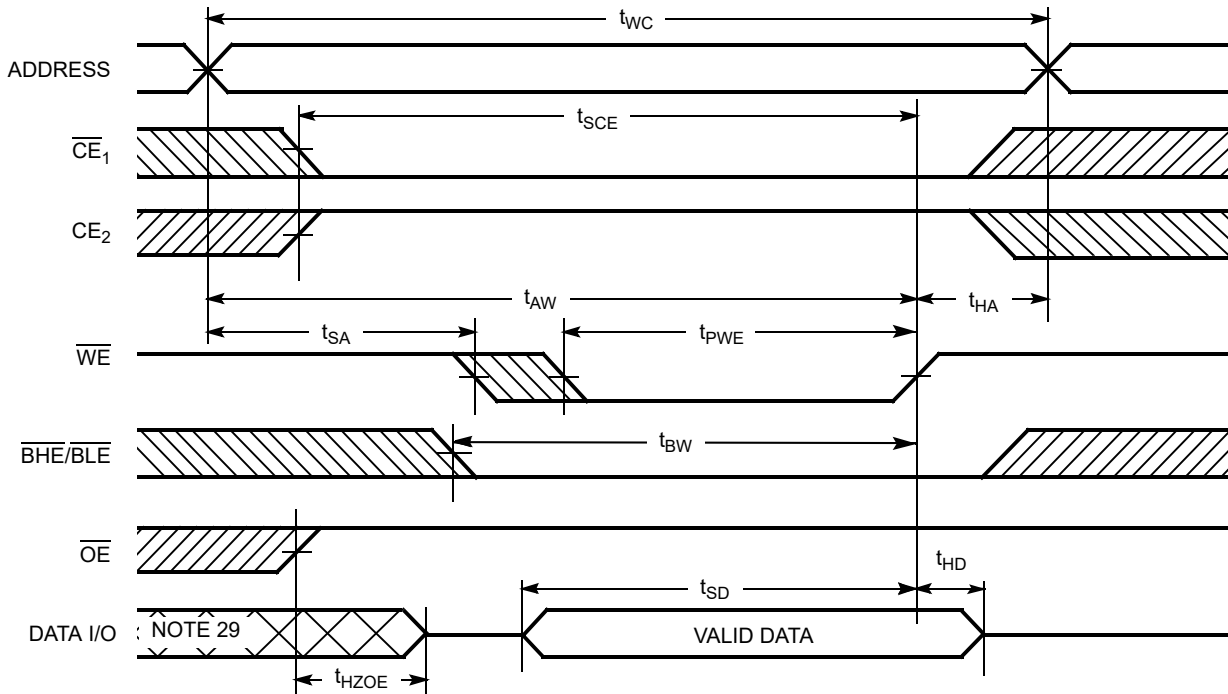 tWC
ADDRESS
tSCE
CE1
CE2
tAW
tHA
tSA
tPWE
WE
tBW
BHE/BLE
OE
tHD
tSD
DATA I/O
NOTE 29
VALID DATA
tHZOE